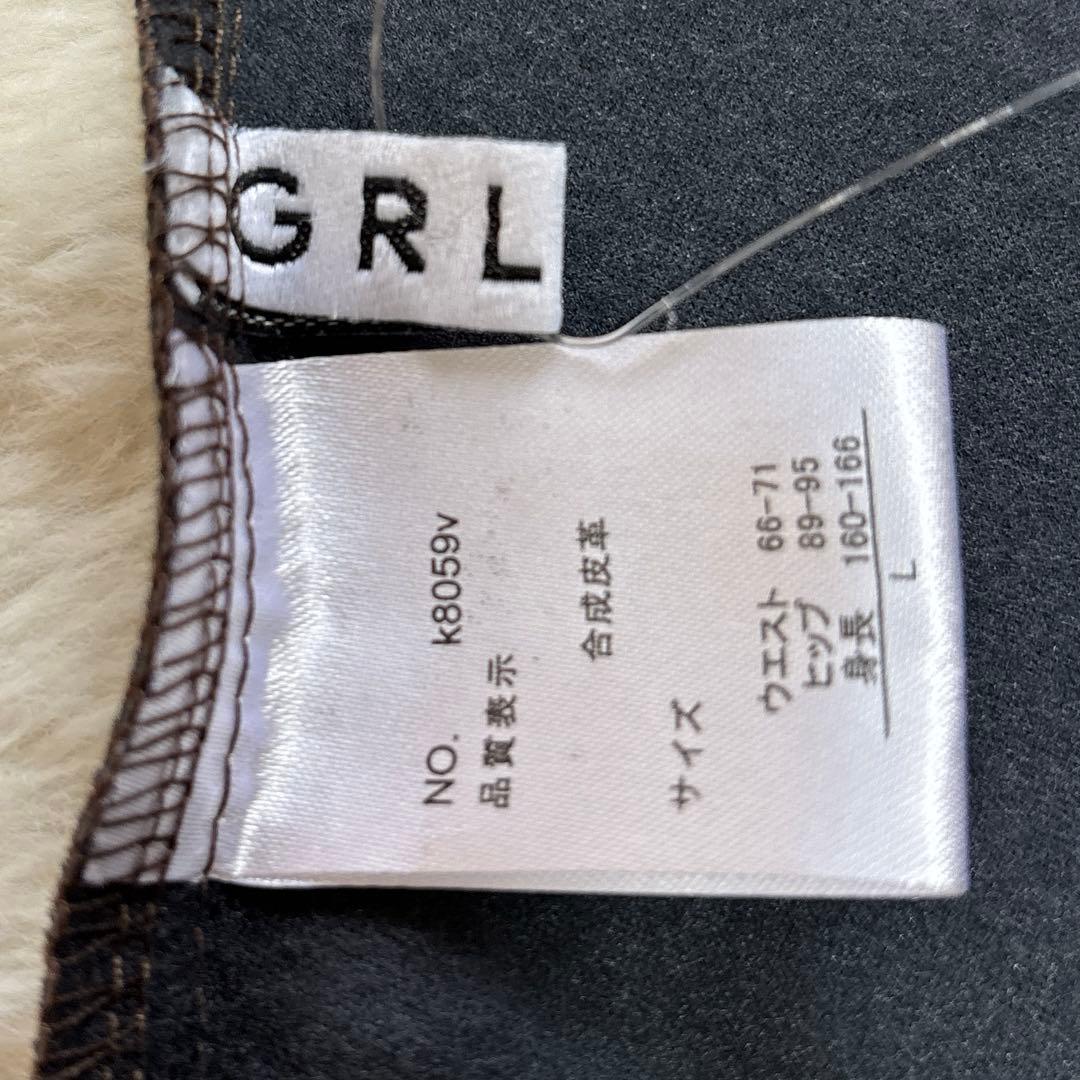 GRL
NO. k8059v
品質表示
合成皮革
サイズ
ウエスト 66-71
ヒップ 89-95
身長 160-166
L